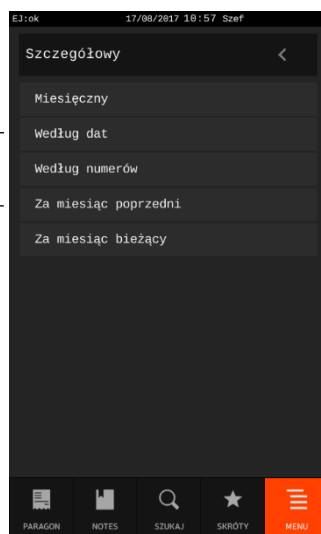 EJ:ok 17/08/2017 10:57 Szef
Szczegółowy
Miesięczny
Według dat
Według numerów
Za miesiąc poprzedni
Za miesiąc bieżący
PARAGON NOTES SZUKAJ SKRÓTY MENU